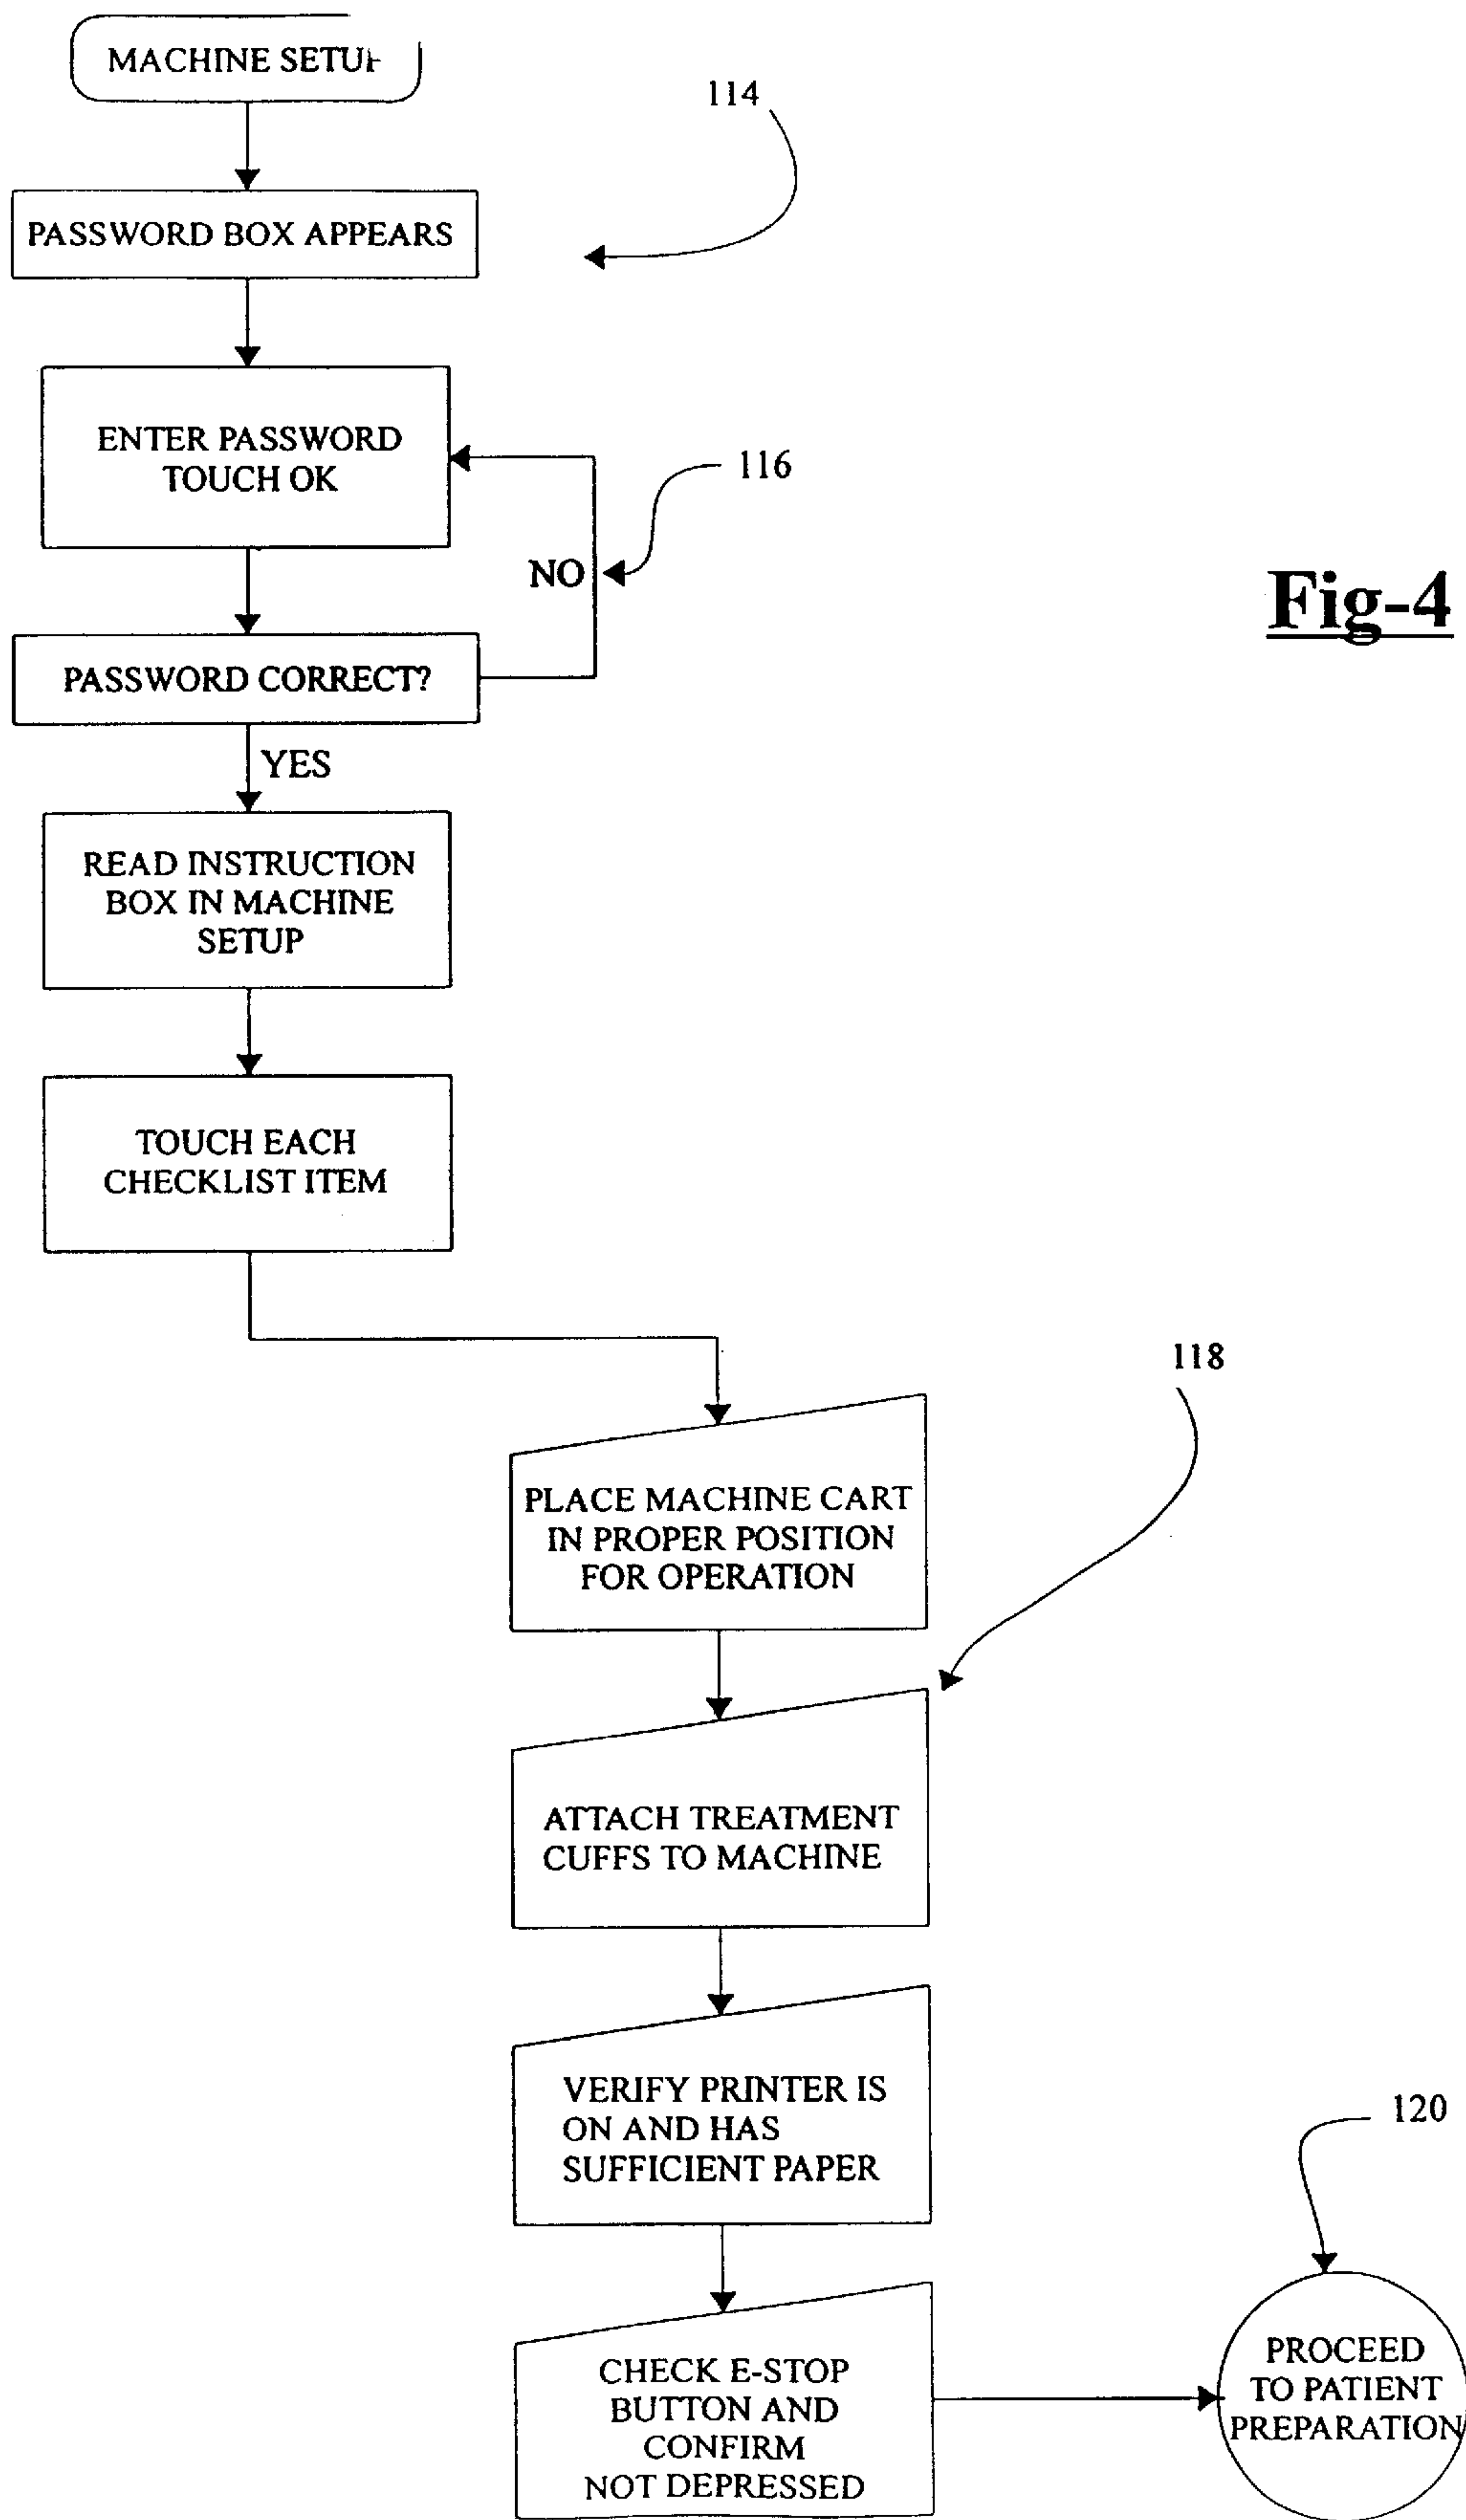 MACHINE SETUP
114
PASSWORD BOX APPEARS
ENTER PASSWORD
TOUCH OK
116
NO
Fig-4
PASSWORD CORRECT?
YES
READ INSTRUCTION
BOX IN MACHINE
SETUP
TOUCH EACH
CHECKLIST ITEM
118
PLACE MACHINE CART
IN PROPER POSITION
FOR OPERATION
ATTACH TREATMENT
CUFFS TO MACHINE
VERIFY PRINTER IS
ON AND HAS
SUFFICIENT PAPER
120
CHECK E-STOP
BUTTON AND
CONFIRM
NOT DEPRESSED
PROCEED
TO PATIENT
PREPARATION